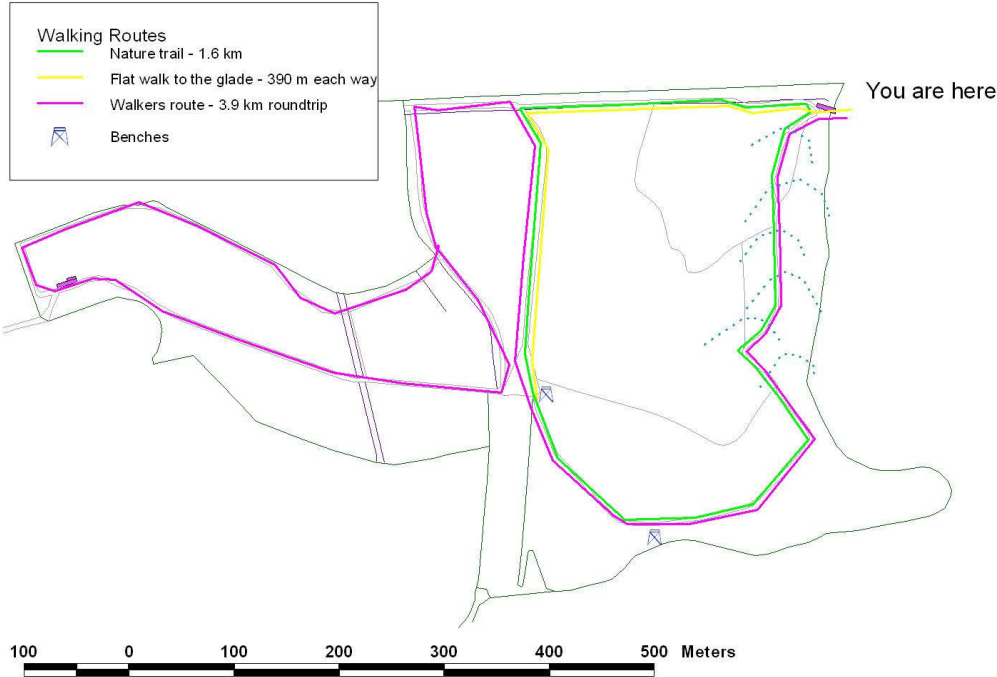 Walking Routes
Nature trail - 1.6 km
Flat walk to the glade - 390 m each way
Walkers route - 3.9 km roundtrip
Benches
You are here
100 0 100 200 300 400 500 Meters